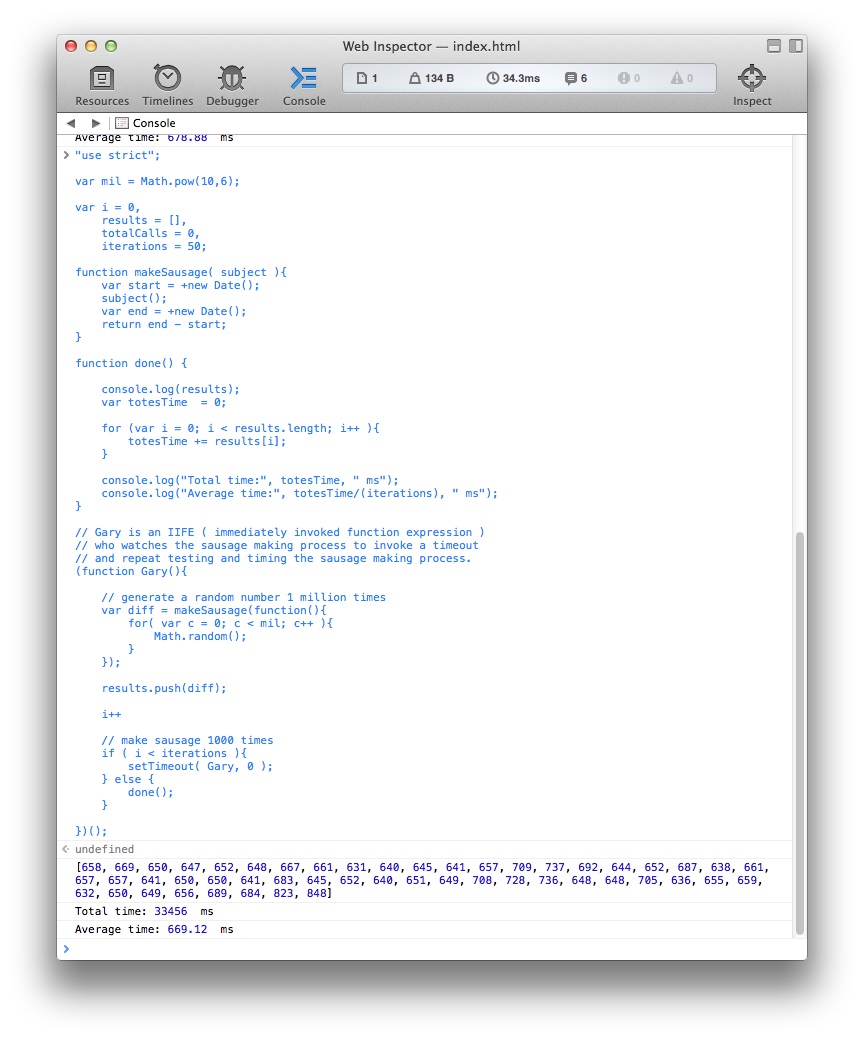 Web Inspector — index.html
Resources Timelines Debugger Console 1 134 B 34.3ms 6 0 0 Inspect
Console
Average time: 678.88  ms
"use strict";
var mil = Math.pow(10,6);
var i = 0,
    results = [],
    totalCalls = 0,
    iterations = 50;
function makeSausage( subject ){
    var start = +new Date();
    subject();
    var end = +new Date();
    return end - start;
}
function done() {
    console.log(results);
    var totesTime  = 0;
    for (var i = 0; i < results.length; i++ ){
        totesTime += results[i];
    }
    console.log("Total time:", totesTime, " ms");
    console.log("Average time:", totesTime/(iterations), " ms");
}
// Gary is an IIFE ( immediately invoked function expression )
// who watches the sausage making process to invoke a timeout
// and repeat testing and timing the sausage making process.
(function Gary(){
    // generate a random number 1 million times
    var diff = makeSausage(function(){
        for( var c = 0; c < mil; c++ ){
            Math.random();
        }
    });
    results.push(diff);
    i++
    // make sausage 1000 times
    if ( i < iterations ){
        setTimeout( Gary, 0 );
    } else {
        done();
    }
})();
undefined
[658, 669, 650, 647, 652, 648, 667, 661, 631, 640, 645, 641, 657, 709, 737, 692, 644, 652, 687, 638, 661,
657, 657, 641, 650, 650, 641, 683, 645, 652, 640, 651, 649, 708, 728, 736, 648, 648, 705, 636, 655, 659,
632, 650, 649, 656, 689, 684, 823, 848]
Total time: 33456  ms
Average time: 669.12  ms